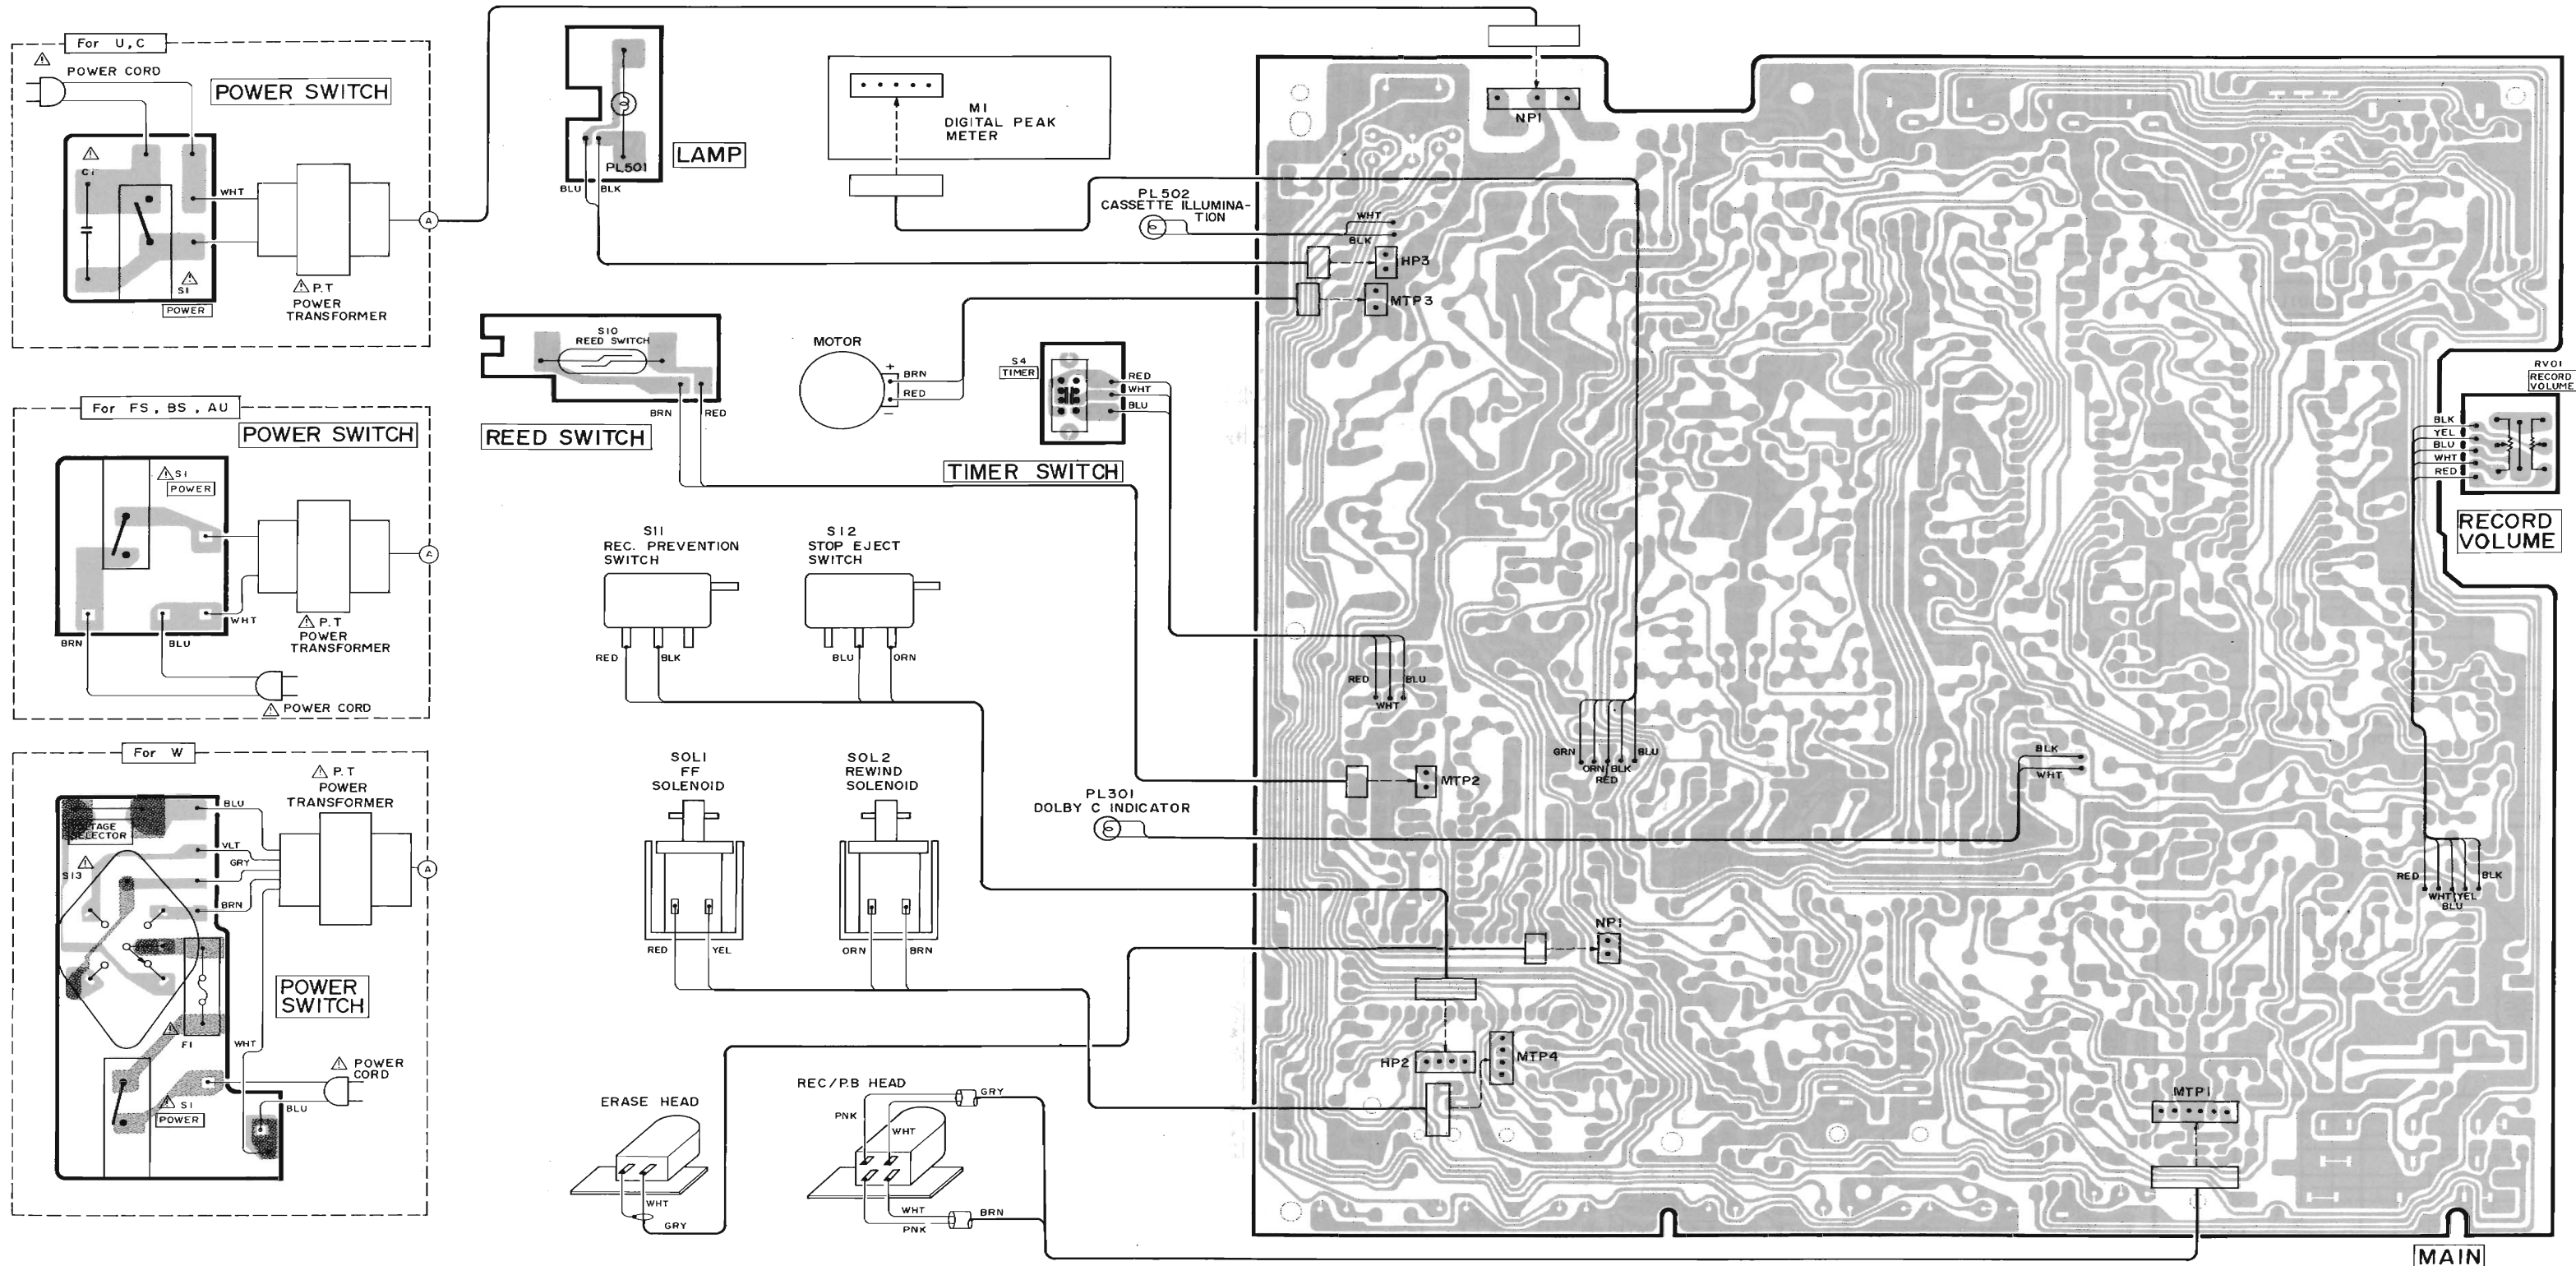 For U,C
POWER CORD
POWER SWITCH
C1
WHT
S1
POWER
P.T
POWER
TRANSFORMER
A
For FS, BS, AU
POWER SWITCH
S1
POWER
WHT
BRN
BLU
P.T
POWER
TRANSFORMER
A
POWER CORD
For W
P.T
POWER
TRANSFORMER
BLU
SELECTOR
VLT
GRY
S13
BRN
A
POWER
SWITCH
F1
WHT
POWER
CORD
S1
POWER
BLU
PL501
BLU BLK
LAMP
M1
DIGITAL PEAK
METER
PL502
CASSETTE ILLUMINA-
TION
S10
REED SWITCH
BRN RED
REED SWITCH
MOTOR
+
BRN
RED
−
S4
TIMER
RED
WHT
BLU
TIMER SWITCH
S11
REC. PREVENTION
SWITCH
RED BLK
S12
STOP EJECT
SWITCH
BLU ORN
SOL1
FF
SOLENOID
RED YEL
SOL2
REWIND
SOLENOID
ORN BRN
PL301
DOLBY C INDICATOR
ERASE HEAD
WHT
GRY
REC/P.B HEAD
PNK
WHT
GRY
WHT
PNK
BRN
NP1
WHT
BLK
HP3
MTP3
RED BLU
WHT
GRN BLU
ORN BLK
RED
MTP2
BLK
WHT
NP1
HP2
MTP4
MTP1
RV01
RECORD
VOLUME
BLK
YEL
BLU
WHT
RED
RECORD
VOLUME
RED BLK
WHT YEL
BLU
MAIN